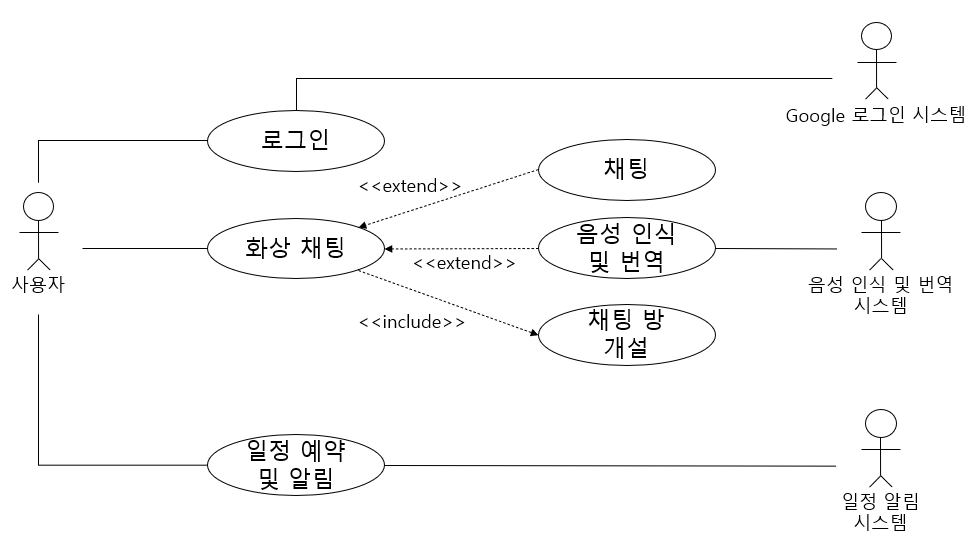 Google 로그인 시스템
로그인
채팅
<<extend>>
사용자
화상 채팅
음성 인식
및 번역
<<extend>>
음성 인식 및 번역
시스템
<<include>>
채팅 방
개설
일정 예약
및 알림
일정 알림
시스템